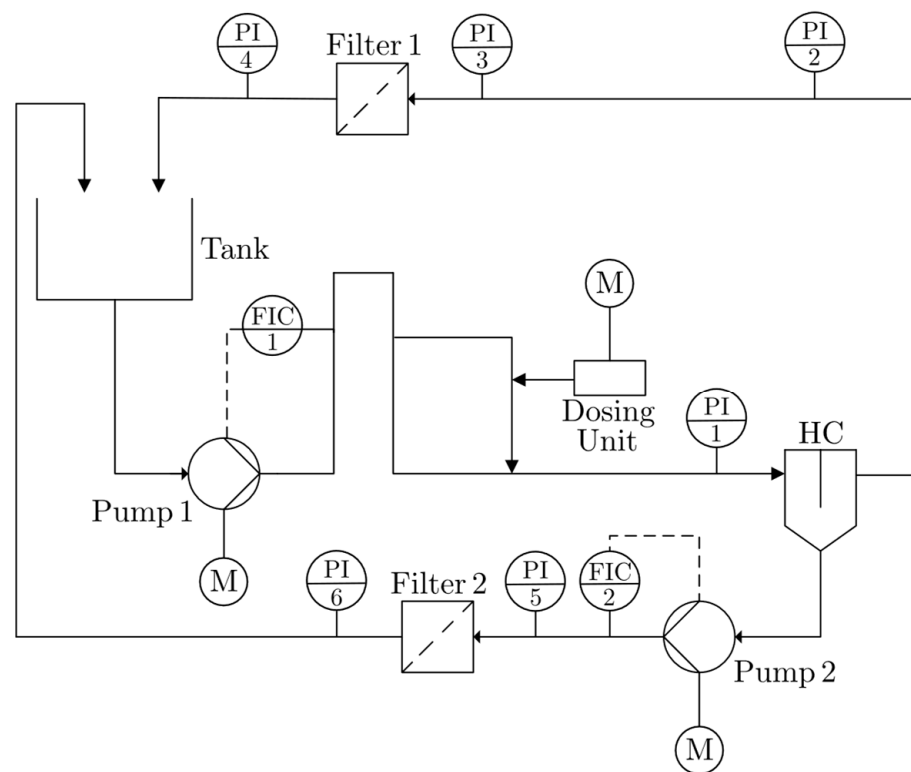 PI
4
Filter 1
PI
3
PI
2
Tank
FIC
1
M
Dosing
Unit
PI
1
HC
Pump 1
M
PI
6
Filter 2
PI
5
FIC
2
Pump 2
M